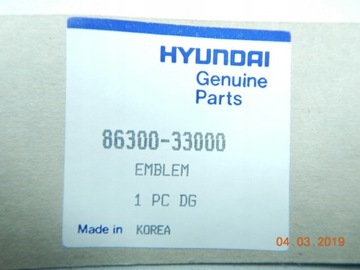 HYUNDAI
Genuine
Parts
86300-33000
EMBLEM
1 PC DG
Made in KOREA
04.03.2019